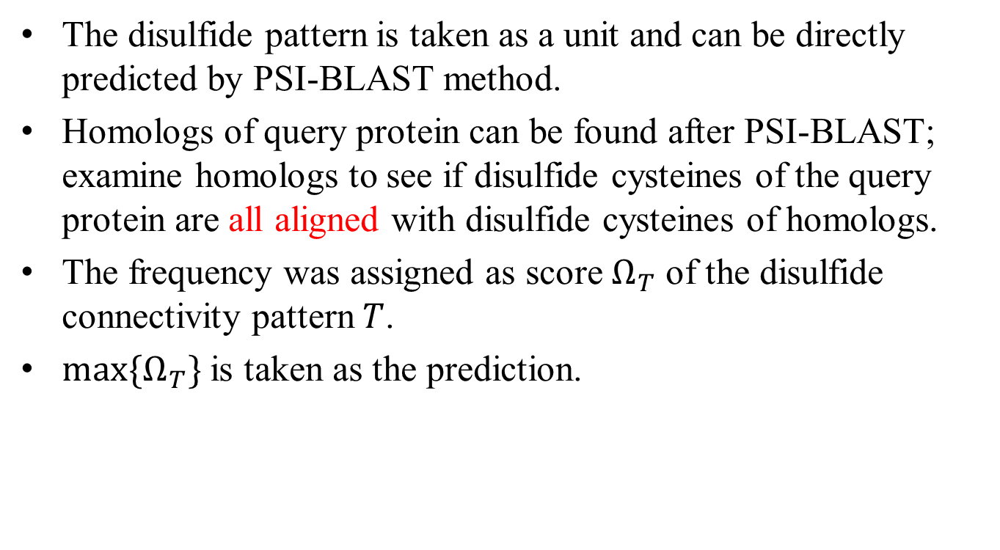 • The disulfide pattern is taken as a unit and can be directly
predicted by PSI-BLAST method.
• Homologs of query protein can be found after PSI-BLAST;
examine homologs to see if disulfide cysteines of the query
protein are all aligned with disulfide cysteines of homologs.
• The frequency was assigned as score Ω_T of the disulfide
connectivity pattern T.
• max{Ω_T} is taken as the prediction.